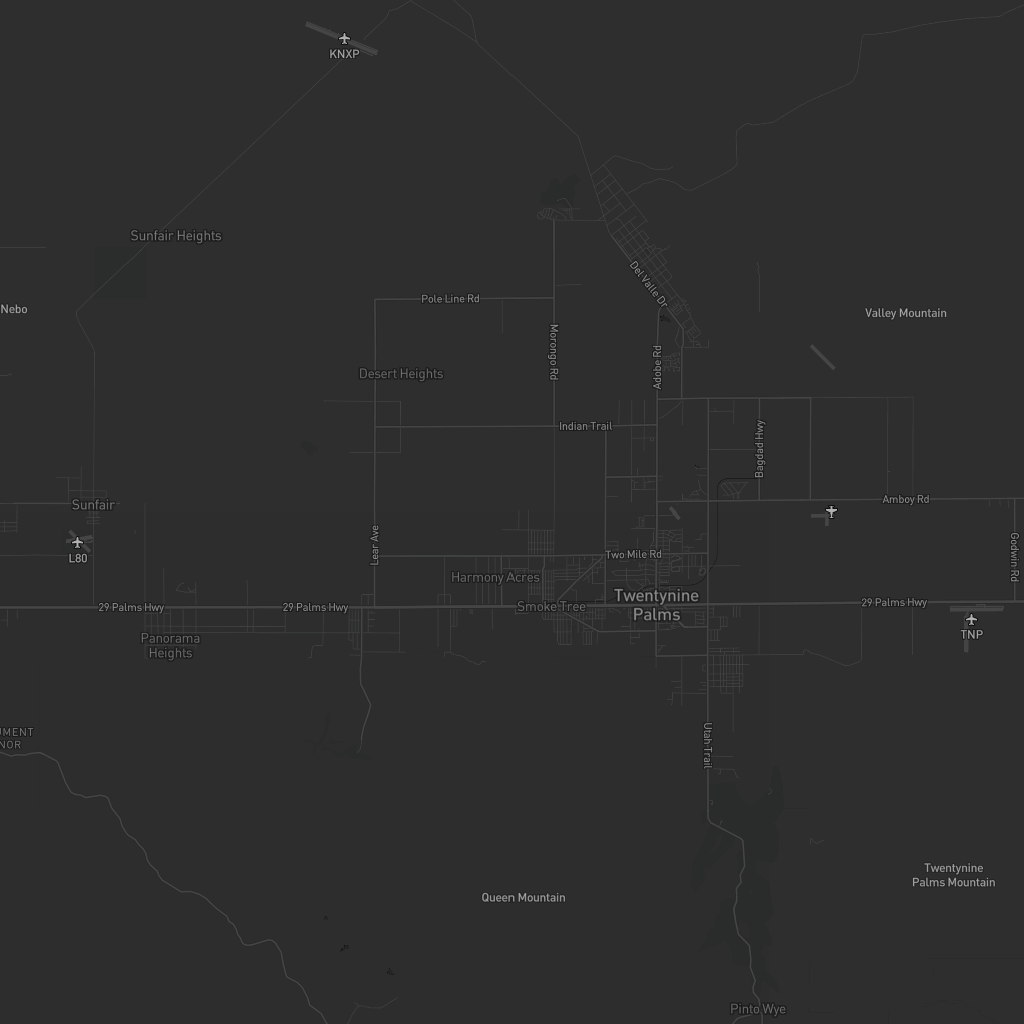 KNXP
Sunfair Heights
Del Valle Dr
Pole Line Rd
Nebo
Valley Mountain
Morongo Rd
Adobe Rd
Desert Heights
Indian Trail
Bagdad Hwy
Sunfair
Amboy Rd
Lear Ave
L80
Two Mile Rd
Godwin Rd
Harmony Acres
Twentynine
Palms
Smoke Tree
29 Palms Hwy
29 Palms Hwy
29 Palms Hwy
TNP
Panorama
Heights
UMENT
NOR
Utah Trail
Twentynine
Palms Mountain
Queen Mountain
Pinto Wye